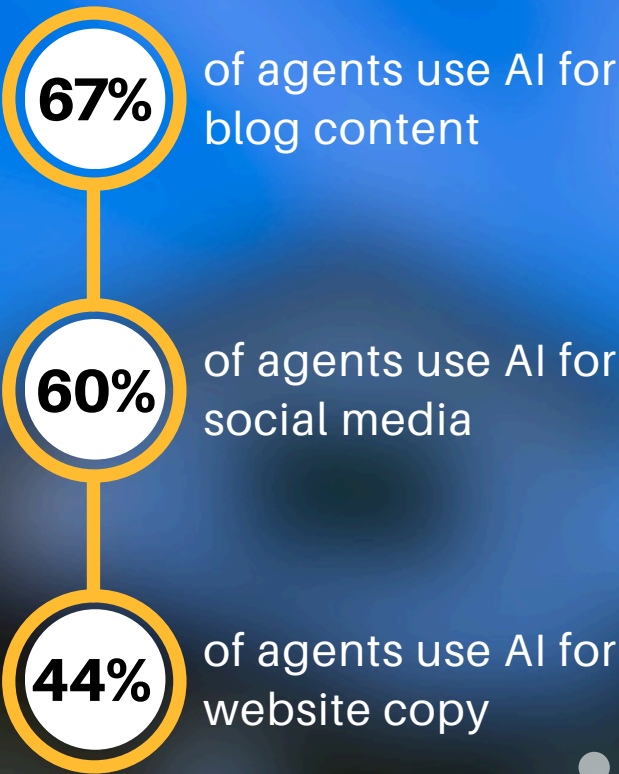 67%
of agents use AI for
blog content
60%
of agents use AI for
social media
44%
of agents use AI for
website copy